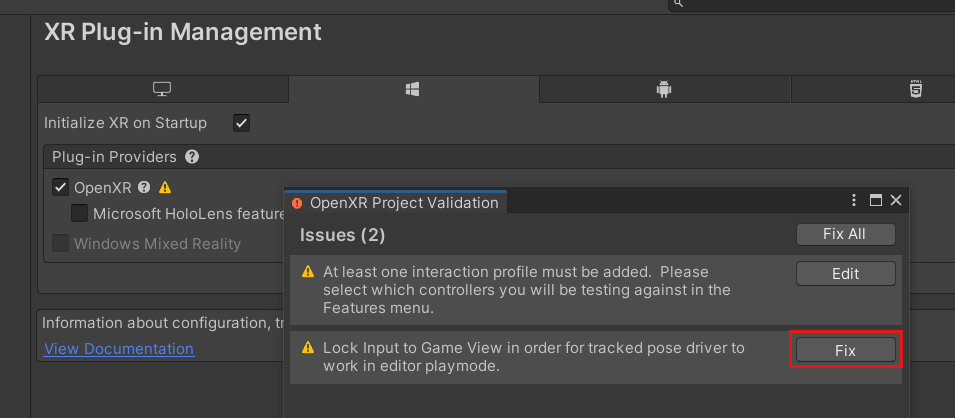 XR Plug-in Management
Initialize XR on Startup
Plug-in Providers
OpenXR
Microsoft HoloLens feature
Windows Mixed Reality
Information about configuration, tr
View Documentation
OpenXR Project Validation
Issues (2)
Fix All
At least one interaction profile must be added. Please
select which controllers you will be testing against in the
Features menu.
Edit
Lock Input to Game View in order for tracked pose driver to
work in editor playmode.
Fix